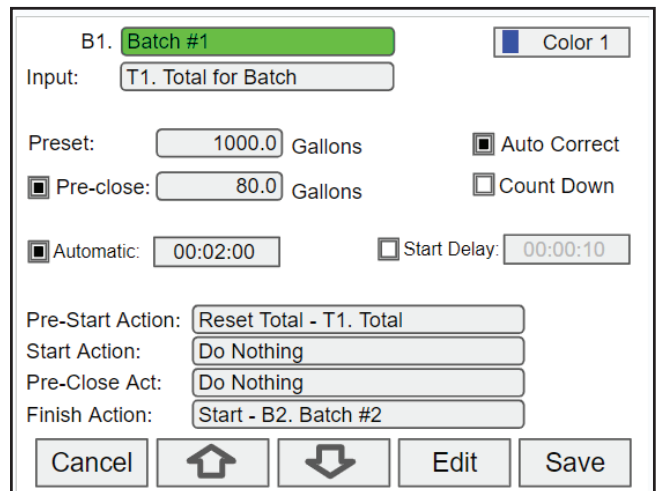 B1. Batch #1 Color 1
Input: T1. Total for Batch
Preset: 1000.0 Gallons Auto Correct
Pre-close: 80.0 Gallons Count Down
Automatic: 00:02:00 Start Delay: 00:00:10
Pre-Start Action: Reset Total - T1. Total
Start Action: Do Nothing
Pre-Close Act: Do Nothing
Finish Action: Start - B2. Batch #2
Cancel Edit Save